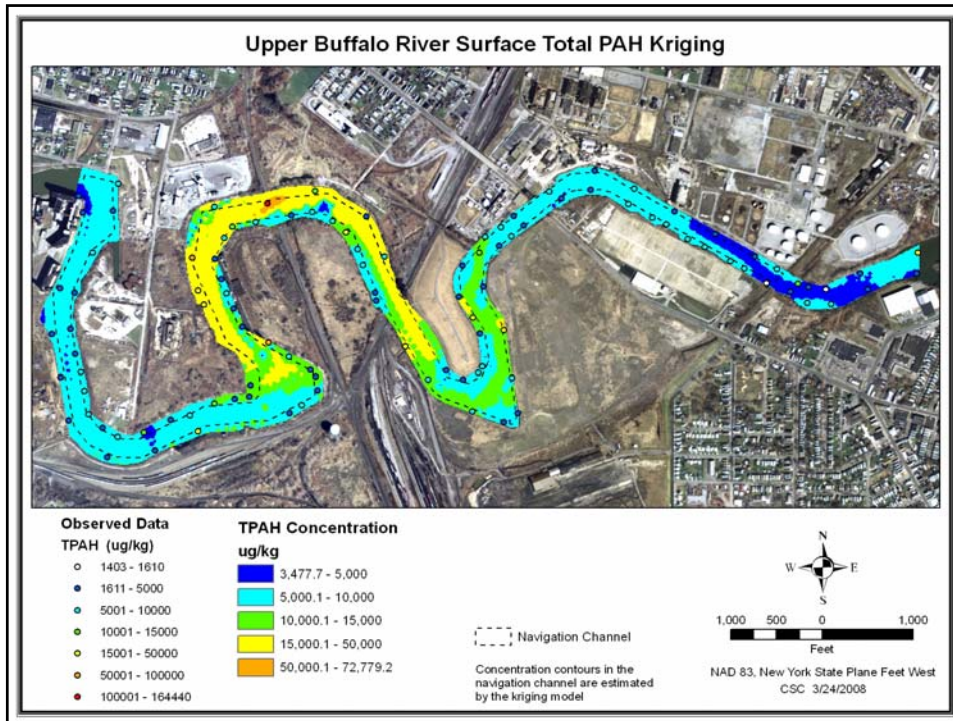 Upper Buffalo River Surface Total PAH Kriging
Observed Data
TPAH (ug/kg)
1403 - 1610
1611 - 5000
5001 - 10000
10001 - 15000
15001 - 50000
50001 - 100000
100001 - 164440
TPAH Concentration
ug/kg
3,477.7 - 5,000
5,000.1 - 10,000
10,000.1 - 15,000
15,000.1 - 50,000
50,000.1 - 72,779.2
Navigation Channel
Concentration contours in the
navigation channel are estimated
by the kriging model
N
W E
S
1,000 500 0 1,000
Feet
NAD 83, New York State Plane Feet West
CSC 3/24/2008